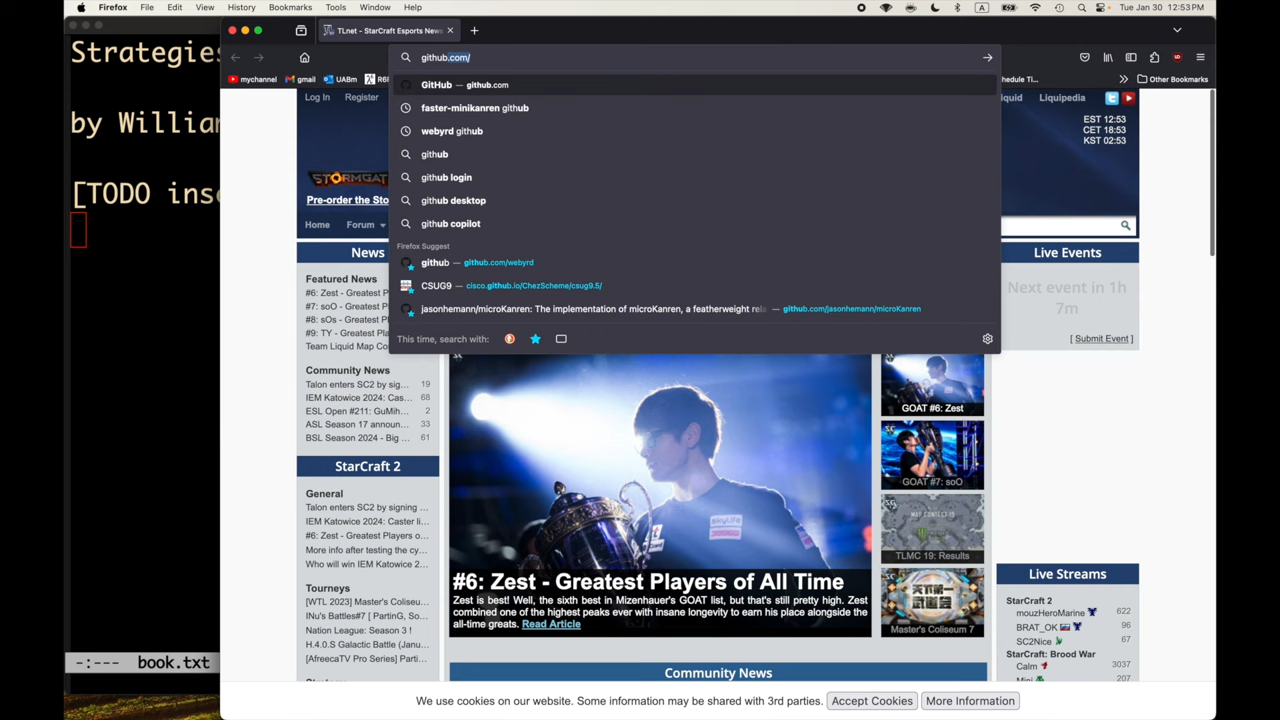 Firefox File Edit View History Bookmarks Tools Window Help
A
Tue Jan 30 12:53 PM
Strategies
by William
[TODO ins
-:--- book.txt
TLnet - StarCraft Esports News
github.com/
mychannel gmail UABm R6I
Other Bookmarks
GitHub — github.com
faster-minikanren github
webyrd github
github
github login
github desktop
github copilot
Firefox Suggest
github — github.com/webyrd
CSUG9 — cisco.github.io/ChezScheme/csug9.5/
jasonhemann/microKanren: The implementation of microKanren, a featherweight rela — github.com/jasonhemann/microKanren
This time, search with:
Log In Register
STORMGAT
Pre-order the Sto
Home Forum
Liquipedia
EST 12:53
CET 18:53
KST 02:53
News
Featured News
#6: Zest - Greatest P
#7: soO - Greatest Pl
#8: sOs - Greatest Pl
#9: TY - Greatest Pla
Team Liquid Map Con
Community News
Talon enters SC2 by sig... 19
IEM Katowice 2024: Cas... 68
ESL Open #211: GuMih... 2
ASL Season 17 announ... 33
BSL Season 2024 - Big ... 61
StarCraft 2
General
Talon enters SC2 by signing ...
IEM Katowice 2024: Caster li...
#6: Zest - Greatest Players o...
More info after testing the cy...
Who will win IEM Katowice 2...
Tourneys
[WTL 2023] Master's Coliseu...
INu's Battles#7 [ PartinG, Sol...
Nation League: Season 3 !
H.4.0.S Galactic Battle (Janu...
[AfreecaTV Pro Series] Parti...
#6: Zest - Greatest Players of All Time
Zest is best! Well, the sixth best in Mizenhauer's GOAT list, but that's still pretty high. Zest
combined one of the highest peaks ever with insane longevity to earn his place alongside the
all-time greats. Read Article
Community News
GOAT #6: Zest
GOAT #7: soO
TLMC 19: Results
Master's Coliseum 7
Live Events
Next event in 1h
7m
[ Submit Event ]
Live Streams
StarCraft 2
mouzHeroMarine 622
BRAT_OK 96
SC2Nice 67
StarCraft: Brood War
Calm 3037
Mini 207
We use cookies on our website. Some information may be shared with 3rd parties. Accept Cookies More Information